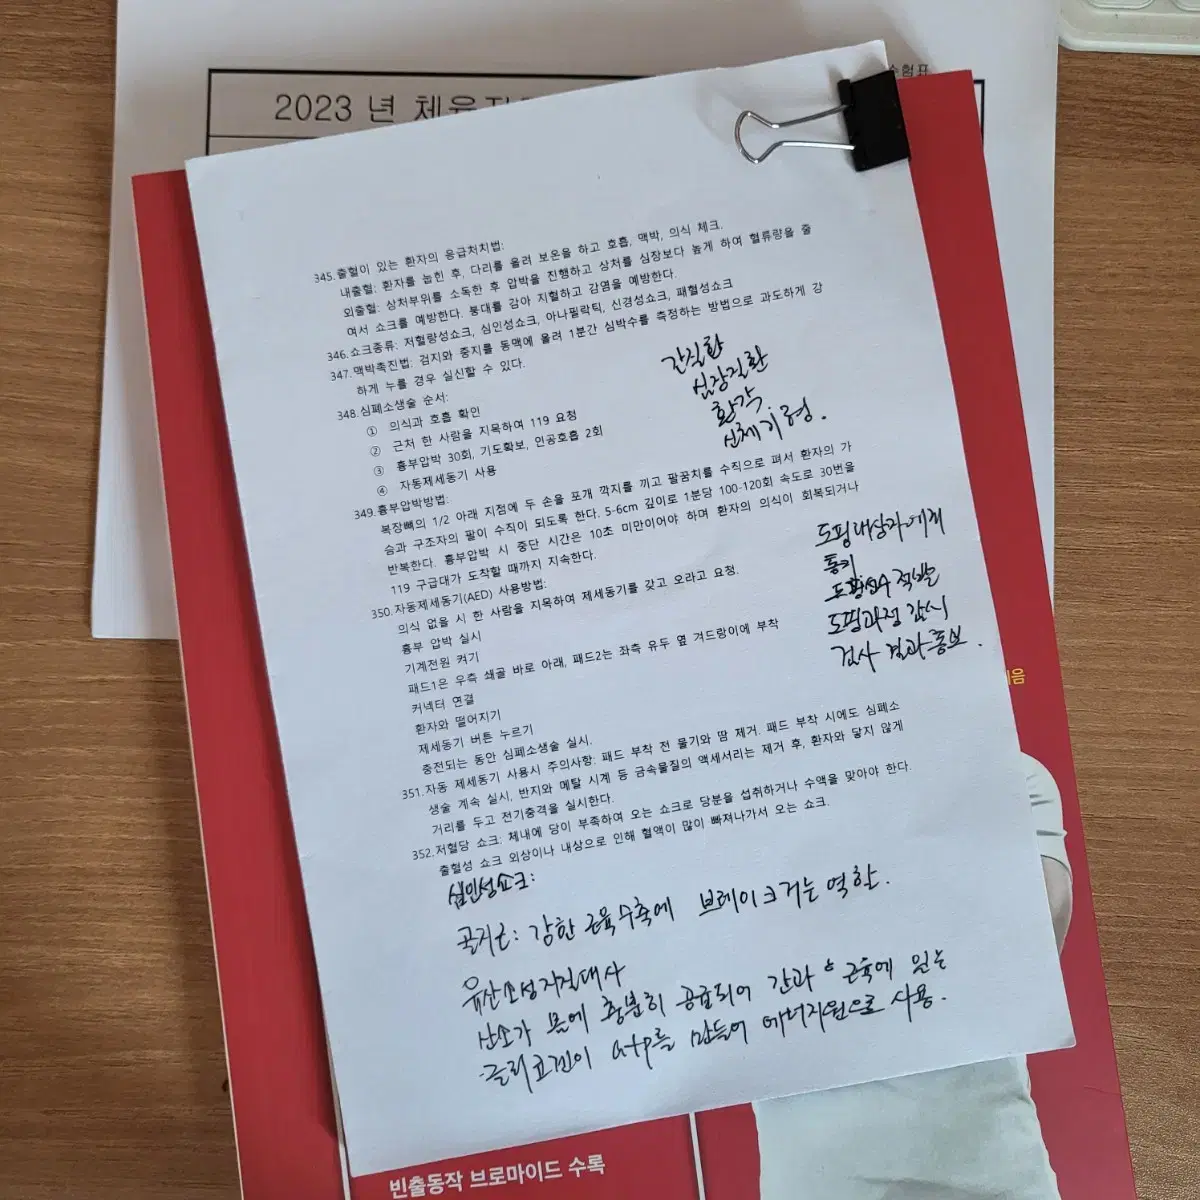 수험표
2023 년 체육지
345.출혈이 있는 환자의 응급처치법:
내출혈: 환자를 눕힌 후, 다리를 올려 보온을 하고 호흡, 맥박, 의식 체크.
외출혈: 상처부위를 소독한 후 압박을 진행하고 상처를 심장보다 높게 하여 혈류량을 줄
여서 쇼크를 예방한다. 붕대를 감아 지혈하고 감염을 예방한다.
346.쇼크종류: 저혈량성쇼크, 심인성쇼크, 아나필락틱, 신경성쇼크, 패혈성쇼크
347.맥박촉진법: 검지와 중지를 동맥에 올려 1분간 심박수를 측정하는 방법으로 과도하게 강
하게 누를 경우 실신할 수 있다.
348.심폐소생술 순서:
① 의식과 호흡 확인
② 근처 한 사람을 지목하여 119 요청
③ 흉부압박 30회, 기도확보, 인공호흡 2회
④ 자동제세동기 사용
간질환
심장질환
환각
신체기형.
349.흉부압박방법:
복장뼈의 1/2 아래 지점에 두 손을 포개 깍지를 끼고 팔꿈치를 수직으로 펴서 환자의 가
슴과 구조자의 팔이 수직이 되도록 한다. 5-6cm 깊이로 1분당 100-120회 속도로 30번을
반복한다. 흉부압박 시 중단 시간은 10초 미만이어야 하며 환자의 의식이 회복되거나
119 구급대가 도착할 때까지 지속한다.
350.자동제세동기(AED) 사용방법:
의식 없을 시 한 사람을 지목하여 제세동기를 갖고 오라고 요청.
흉부 압박 실시
기계전원 켜기
패드1은 우측 쇄골 바로 아래, 패드2는 좌측 유두 옆 겨드랑이에 부착
커넥터 연결
환자와 떨어지기
제세동기 버튼 누르기
충전되는 동안 심폐소생술 실시.
도핑대상자에게
통지
도핑선수 적발
도핑과정 감시
검사 결과통보.
351.자동 제세동기 사용시 주의사항: 패드 부착 전 물기와 땀 제거. 패드 부착 시에도 심폐소
생술 계속 실시, 반지와 메탈 시계 등 금속물질의 액세서리는 제거 후, 환자와 닿지 않게
거리를 두고 전기충격을 실시한다.
352.저혈당 쇼크: 체내에 당이 부족하여 오는 쇼크로 당분을 섭취하거나 수액을 맞아야 한다.
출혈성 쇼크 외상이나 내상으로 인해 혈액이 많이 빠져나가서 오는 쇼크.
심인성쇼크:
골지건: 강한 근육수축에 브레이크 거는 역할.
유산소성 지질대사
산소가 몸에 충분히 공급되어 간과 근육에 있는
글리코겐이 atp를 만들어 에너지원으로 사용.
빈출동작 브로마이드 수록